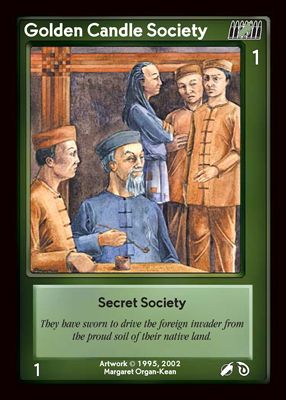 Golden Candle Society
1
Secret Society
They have sworn to drive the foreign invader from
the proud soil of their native land.
Artwork © 1995, 2002
Margaret Organ-Kean
1